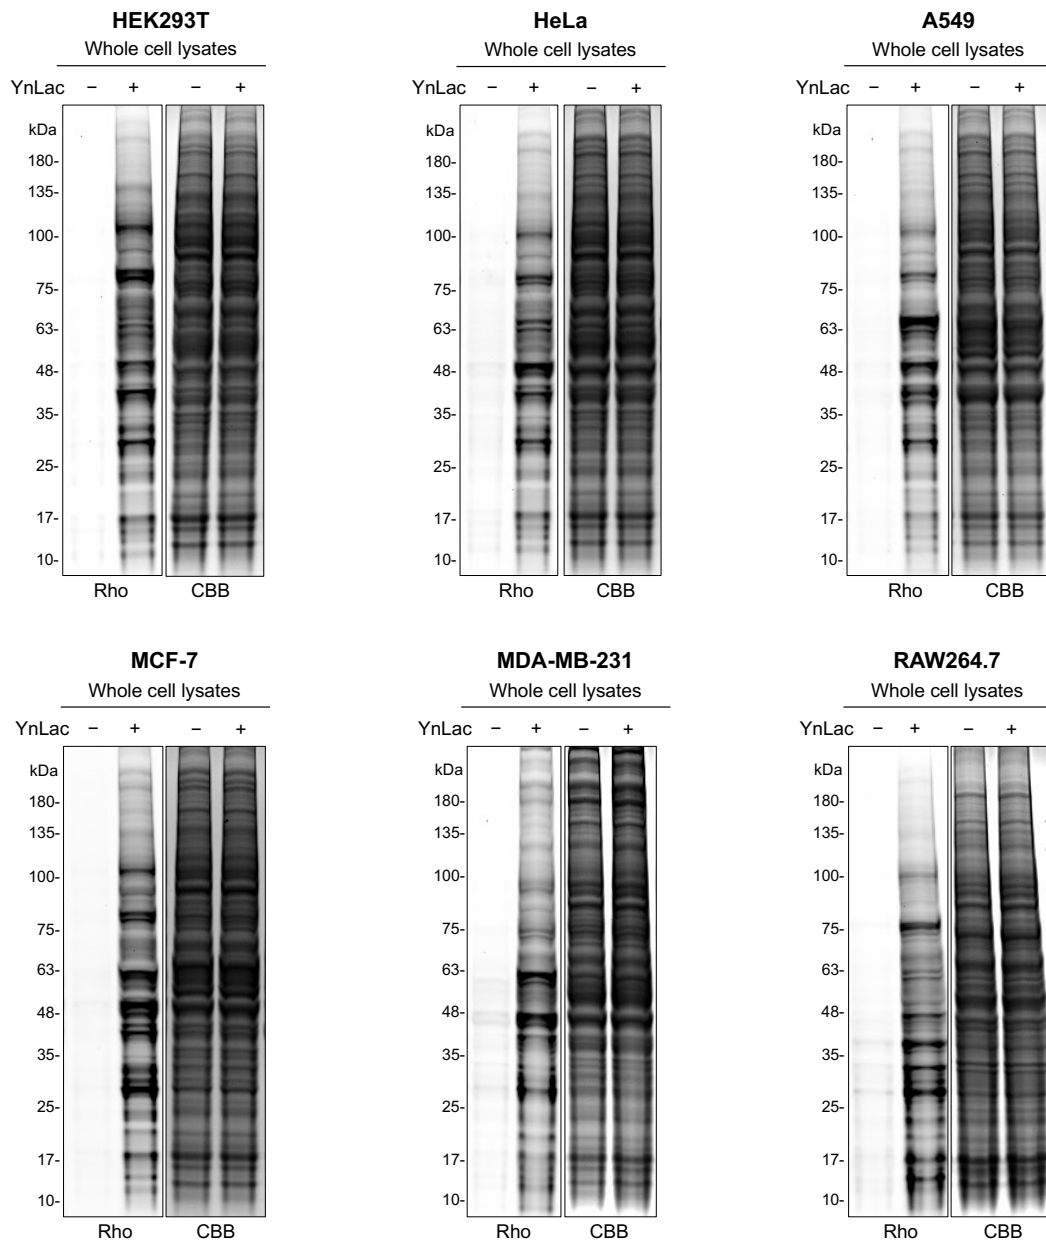 HEK293T
Whole cell lysates
YnLac – + – +
kDa
180-
135-
100-
75-
63-
48-
35-
25-
17-
10-
Rho CBB
HeLa
Whole cell lysates
YnLac – + – +
kDa
180-
135-
100-
75-
63-
48-
35-
25-
17-
10-
Rho CBB
A549
Whole cell lysates
YnLac – + – +
kDa
180-
135-
100-
75-
63-
48-
35-
25-
17-
10-
Rho CBB
MCF-7
Whole cell lysates
YnLac – + – +
kDa
180-
135-
100-
75-
63-
48-
35-
25-
17-
10-
Rho CBB
MDA-MB-231
Whole cell lysates
YnLac – + – +
kDa
180-
135-
100-
75-
63-
48-
35-
25-
17-
10-
Rho CBB
RAW264.7
Whole cell lysates
YnLac – + – +
kDa
180-
135-
100-
75-
63-
48-
35-
25-
17-
10-
Rho CBB